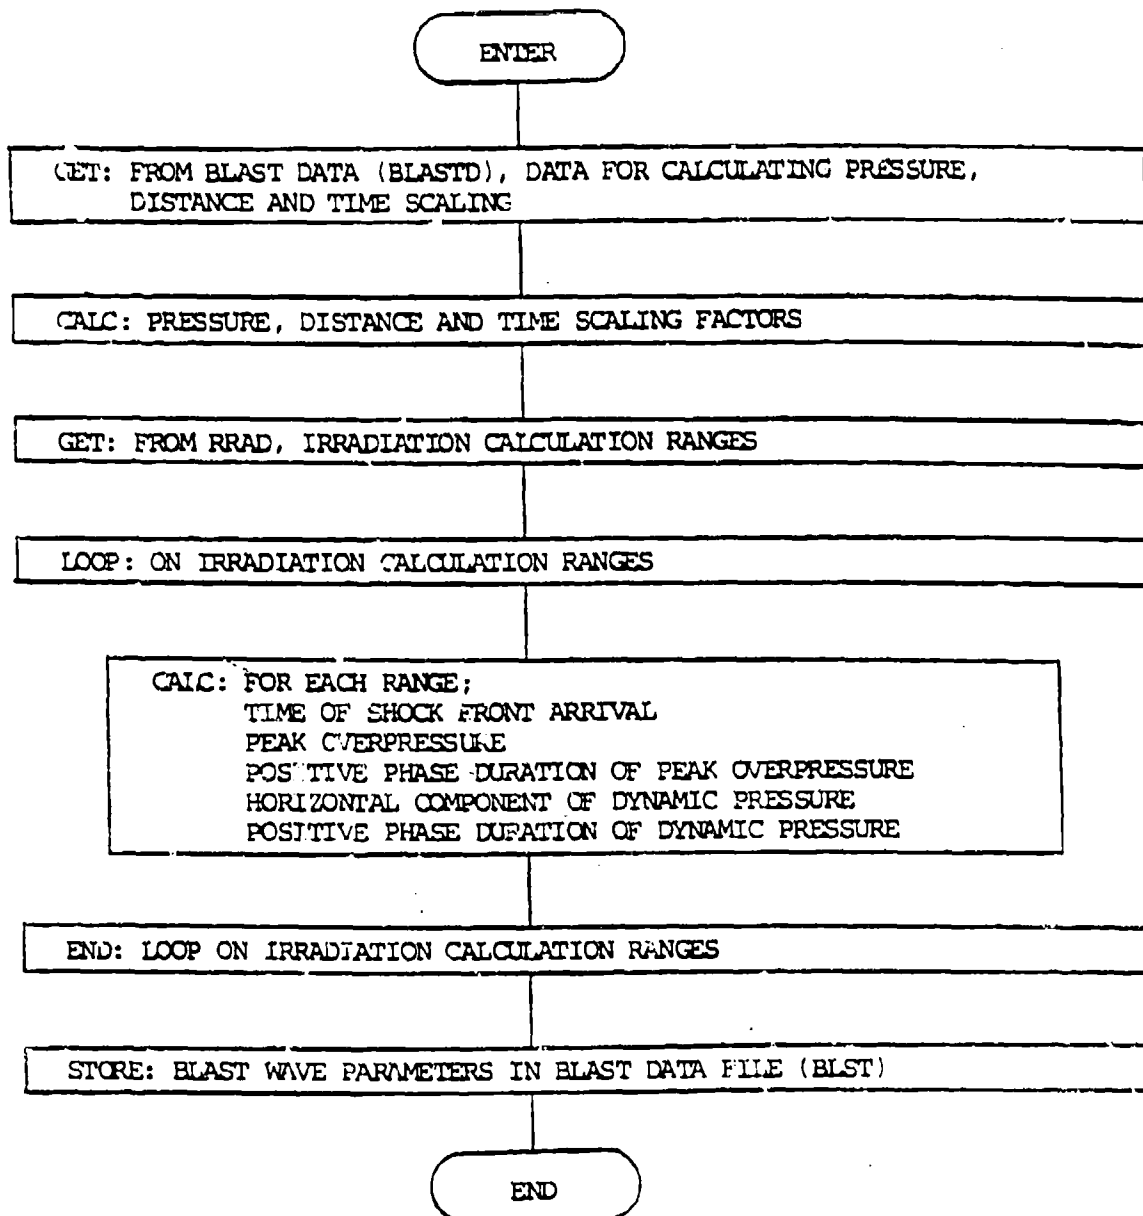 ENTER
GET: FROM BLAST DATA (BLASTD), DATA FOR CALCULATING PRESSURE,
DISTANCE AND TIME SCALING
CALC: PRESSURE, DISTANCE AND TIME SCALING FACTORS
GET: FROM RRAD, IRRADIATION CALCULATION RANGES
LOOP: ON IRRADIATION CALCULATION RANGES
CALC: FOR EACH RANGE;
TIME OF SHOCK FRONT ARRIVAL
PEAK OVERPRESSURE
POSITIVE PHASE DURATION OF PEAK OVERPRESSURE
HORIZONTAL COMPONENT OF DYNAMIC PRESSURE
POSITIVE PHASE DURATION OF DYNAMIC PRESSURE
END: LOOP ON IRRADIATION CALCULATION RANGES
STORE: BLAST WAVE PARAMETERS IN BLAST DATA FILE (BLST)
END